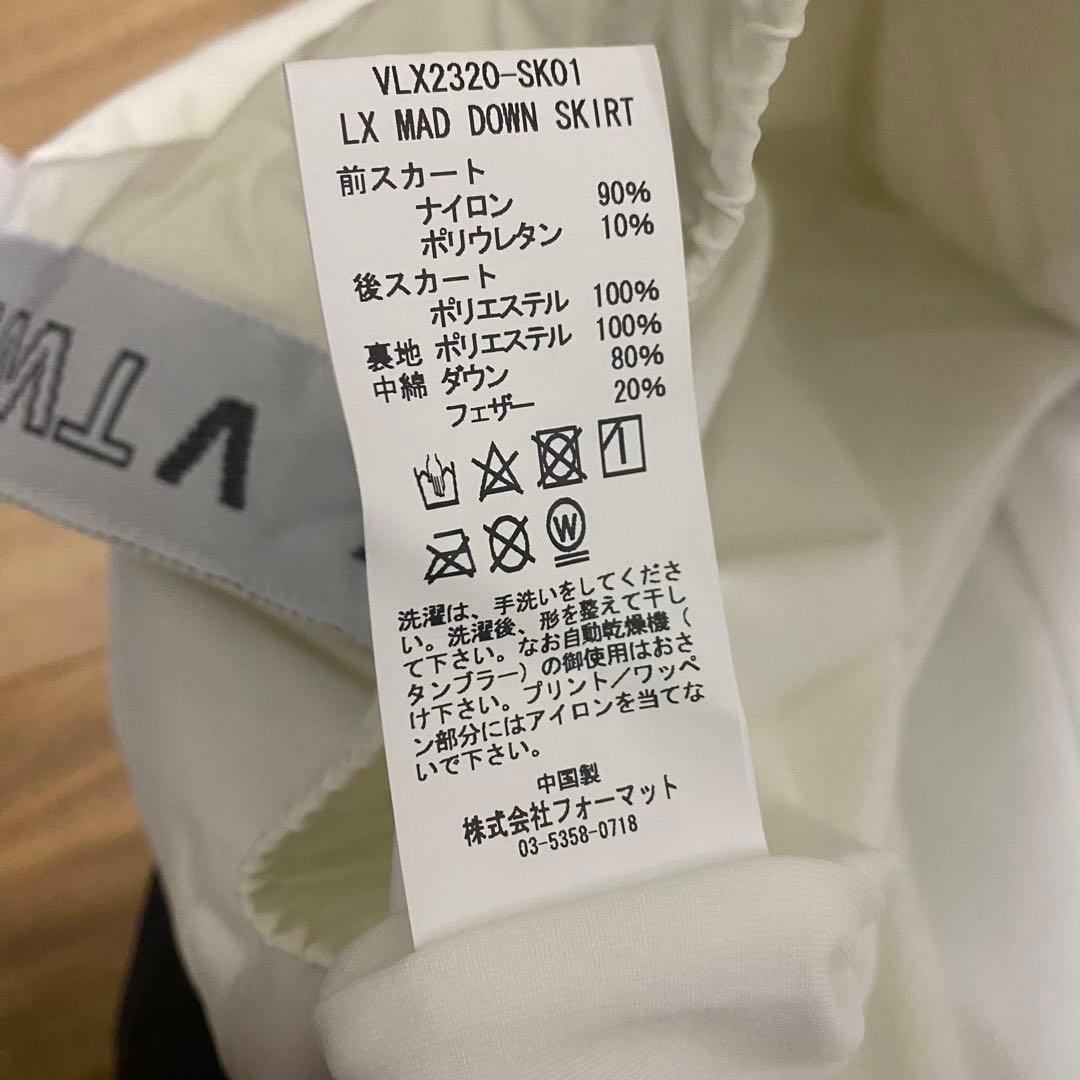 VLX2320-SK01
LX MAD DOWN SKIRT
前スカート
ナイロン 90%
ポリウレタン 10%
後スカート
ポリエステル 100%
裏地 ポリエステル 100%
中綿 ダウン 80%
フェザー 20%
W
洗濯は、手洗いをしてくださ
い。洗濯後、形を整えて干し
て下さい。なお自動乾燥機(
タンブラー)の御使用はおさ
け下さい。プリント/ワッペ
ン部分にはアイロンを当てな
いで下さい。
中国製
株式会社フォーマット
03-5358-0718
V TW